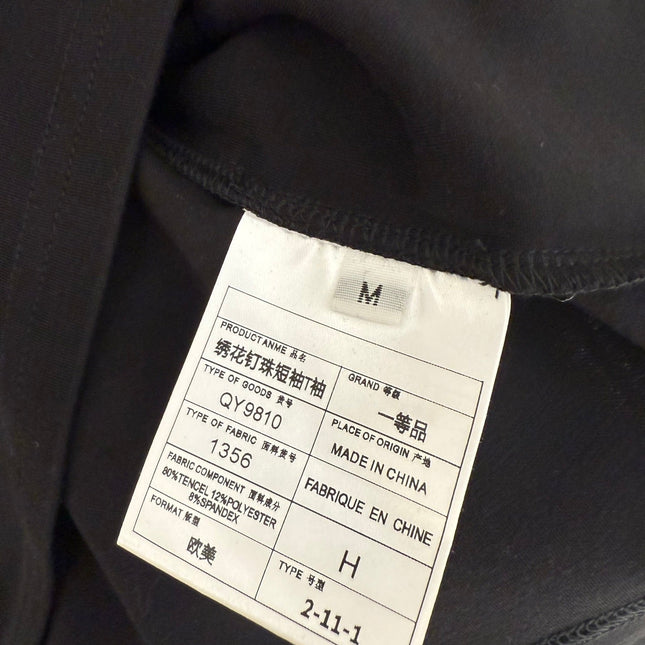 M
PRODUCTANME 品名
绣花钉珠短袖T袖
GRAND 等级
一等品
TYPE OF GOODS 货号
QY9810
PLACE OF ORIGIN 产地
MADE IN CHINA
TYPE OF FABRIC 面料货号
1356
FABRIQUE EN CHINE
FABRIC COMPONENT 面料成分
80%TENCEL 12%POLYESTER
8%SPANDEX
H
FORMAT 版型
欧美
TYPE 号型
2-11-1